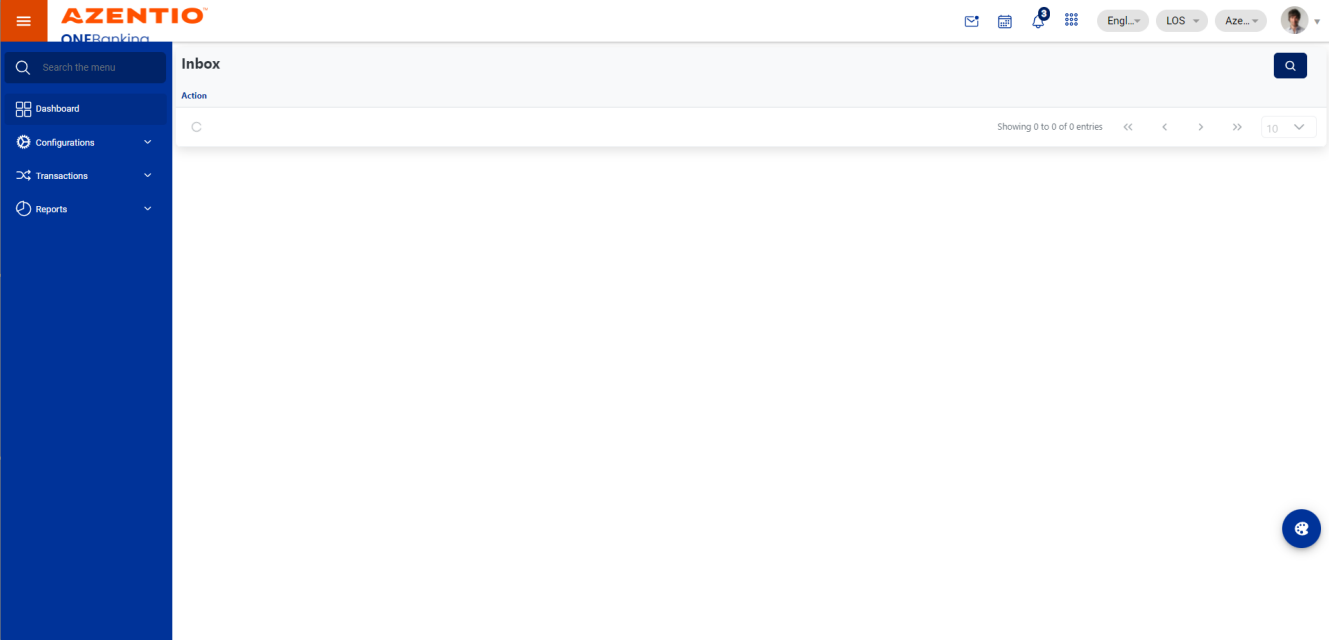 AZENTIO™
ONEBanking
3
Engl...
LOS
Aze...
Search the menu
Inbox
Action
Dashboard
Showing 0 to 0 of 0 entries
10
Configurations
Transactions
Reports